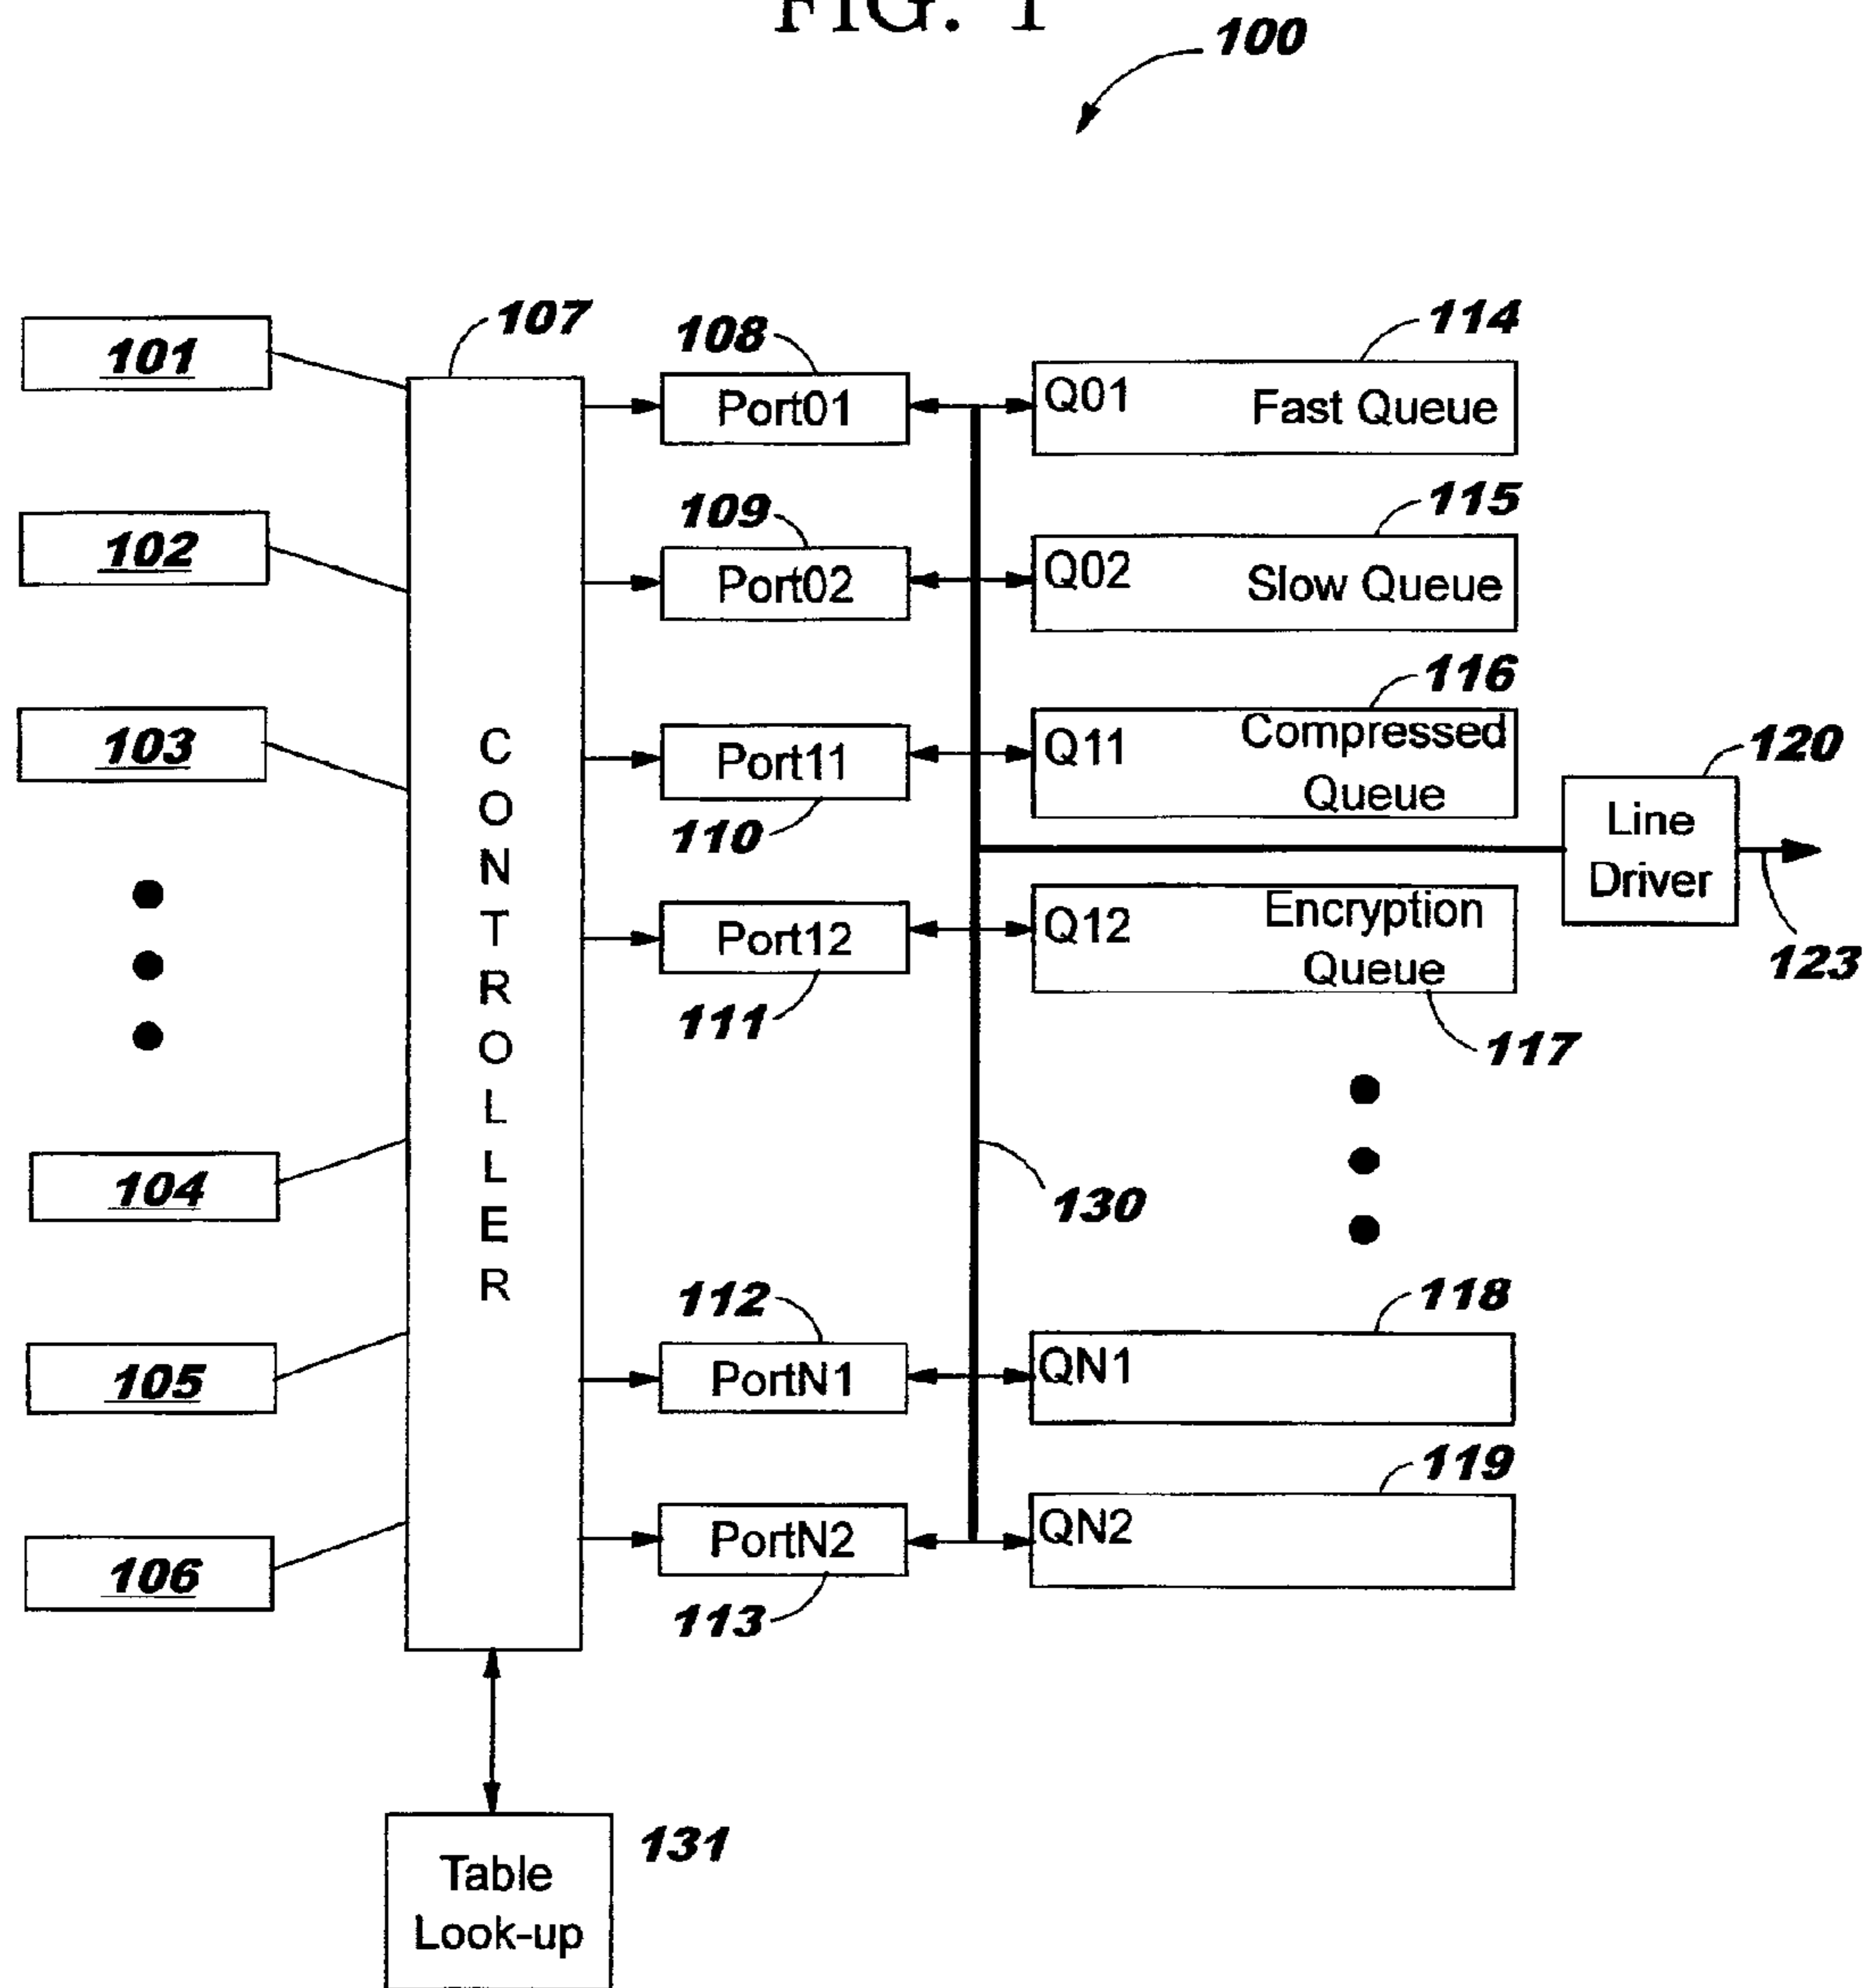 FIG. 1
100
101
102
103
104
105
106
107
CONTROLLER
108
Port01
109
Port02
Port11
110
Port12
111
112
PortN1
PortN2
113
114
Q01 Fast Queue
115
Q02 Slow Queue
116
Q11 Compressed
Queue
Q12 Encryption
Queue
117
130
118
QN1
119
QN2
120
Line
Driver
123
131
Table
Look-up